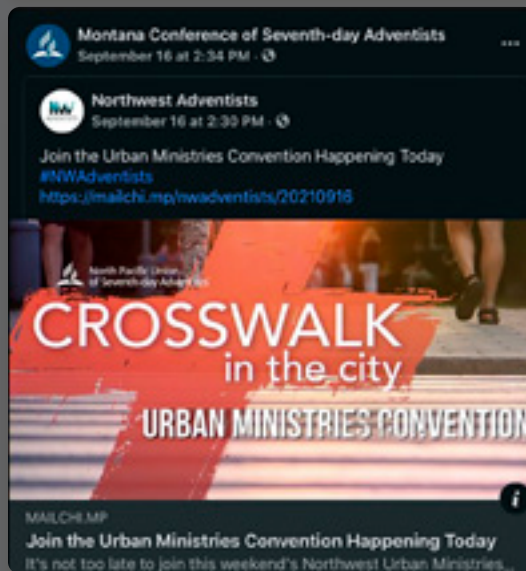 Montana Conference of Seventh-day Adventists
September 16 at 2:34 PM ·
...
Northwest Adventists
September 16 at 2:30 PM ·
Join the Urban Ministries Convention Happening Today
#NWAdventists
https://mailchi.mp/nwadventists/20210916
North Pacific Union
of Seventh-day Adventists
CROSSWALK
in the city
URBAN MINISTRIES CONVENTION
MAILCHI.MP
Join the Urban Ministries Convention Happening Today
It's not too late to join this weekend's Northwest Urban Ministries...